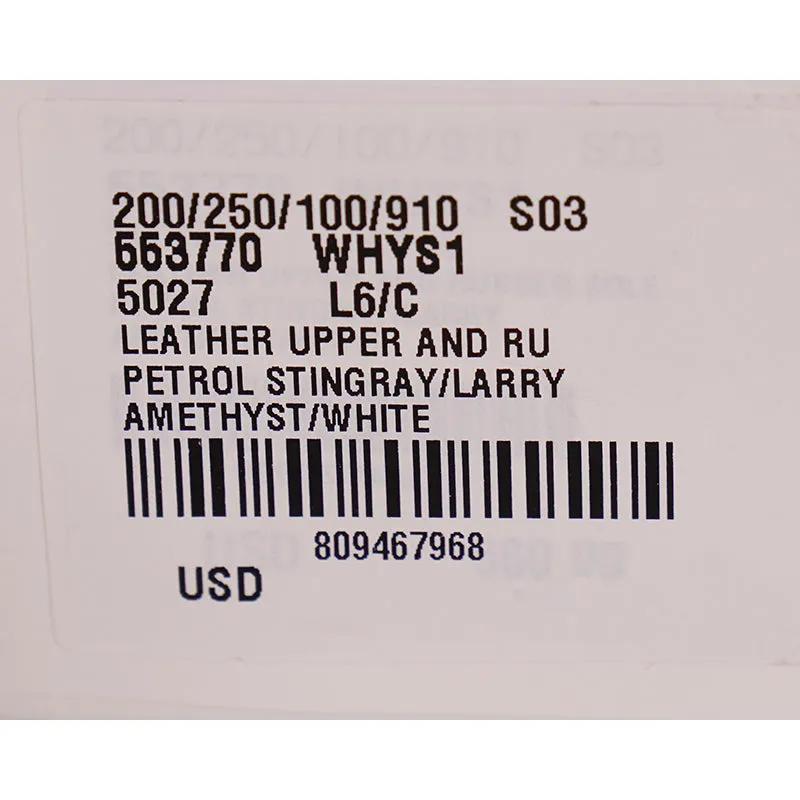 200/250/100/910 S03
553770 WHYS1
5027 L6/C
LEATHER UPPER AND RU
PETROL STINGRAY/LARRY
AMETHYST/WHITE
809467968
USD